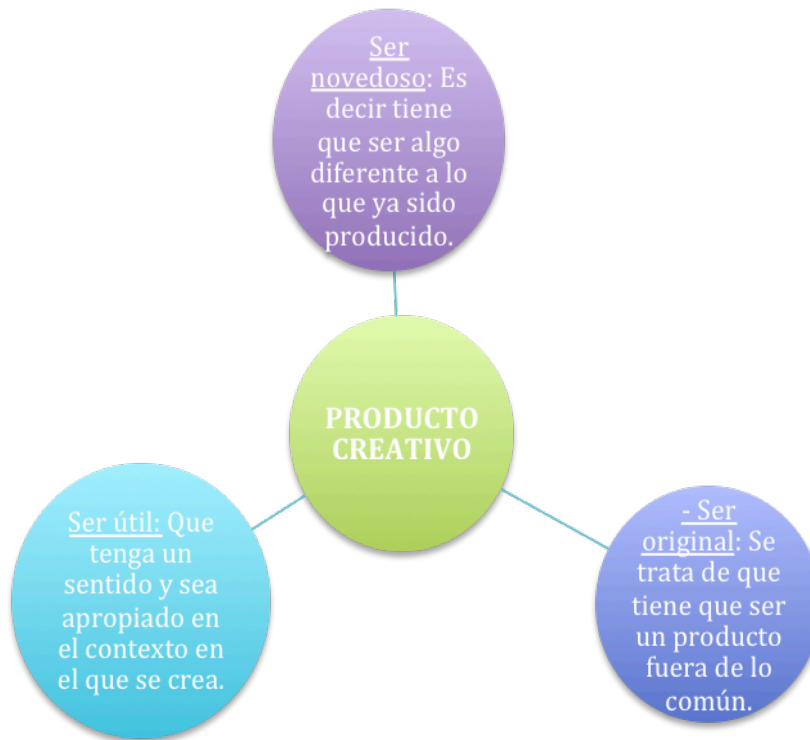 Ser
novedoso: Es
decir tiene
que ser algo
diferente a lo
que ya sido
producido.
PRODUCTO
CREATIVO
Ser útil: Que
tenga un
sentido y sea
apropiado en
el contexto en
el que se crea.
- Ser
original: Se
trata de que
tiene que ser
un producto
fuera de lo
común.